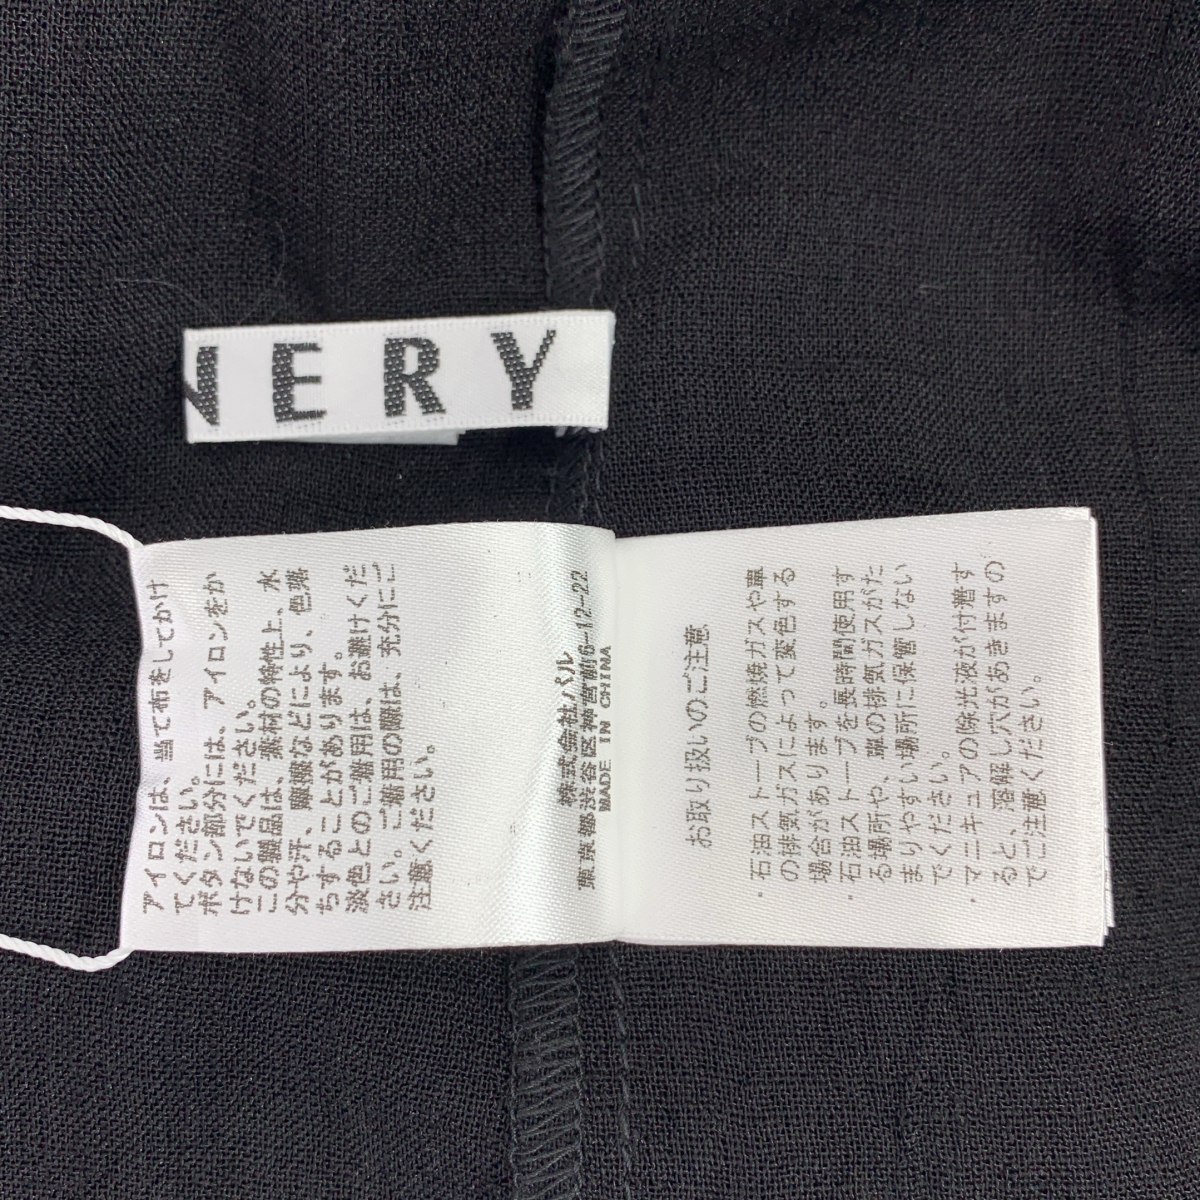 NERY
アイロンは、当て布をしてかけ
てください。
ボタン部分には、アイロンをか
けないでください。
この製品は、素材の特性上、水
分や汗、摩擦などにより、色落
ちすることがあります。
淡色とのご着用は、お避けくだ
さい。ご着用の際は、充分にご
注意ください。
株式会社パル
東京都渋谷区神宮前6-12-22
MADE IN CHINA
お取り扱いのご注意
・石油ストーブの燃焼ガスや車
の排気ガスによって変色する
場合があります。
石油ストーブを長時間使用す
る場所や、車の排気ガスがた
まりやすい場所に保管しない
でください。
・マニキュアの除光液が付着す
ると、溶解し穴があきますの
でご注意ください。